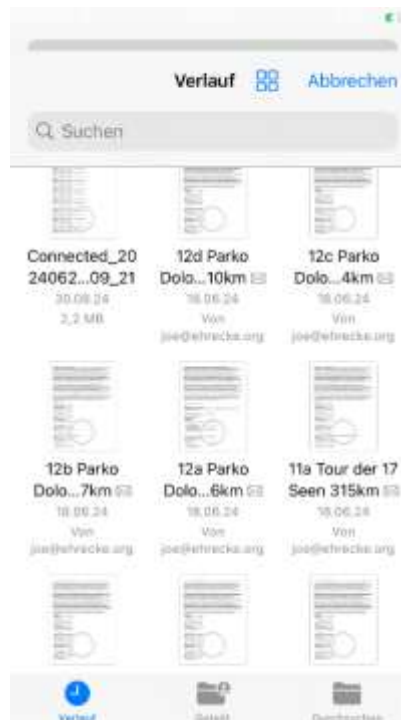 Verlauf
Abbrechen
Suchen
Connected_20
24062...09_21
30.08.24
2,2 MB
12d Parko
Dolo...10km
18.06.24
Von
joe@ehrecke.org
12c Parko
Dolo...4km
18.06.24
Von
joe@ehrecke.org
12b Parko
Dolo...7km
18.06.24
Von
joe@ehrecke.org
12a Parko
Dolo...6km
18.06.24
Von
joe@ehrecke.org
11a Tour der 17
Seen 315km
18.06.24
Von
joe@ehrecke.org
Verlauf
Geteilt
Durchsuchen